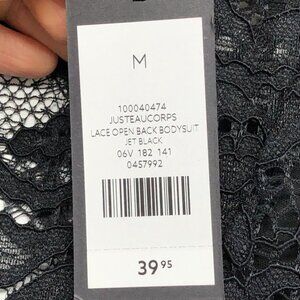 M
100040474
JUSTEAUCORPS
LACE OPEN BACK BODYSUIT
JET BLACK
06V 182 141
0457992
39 95